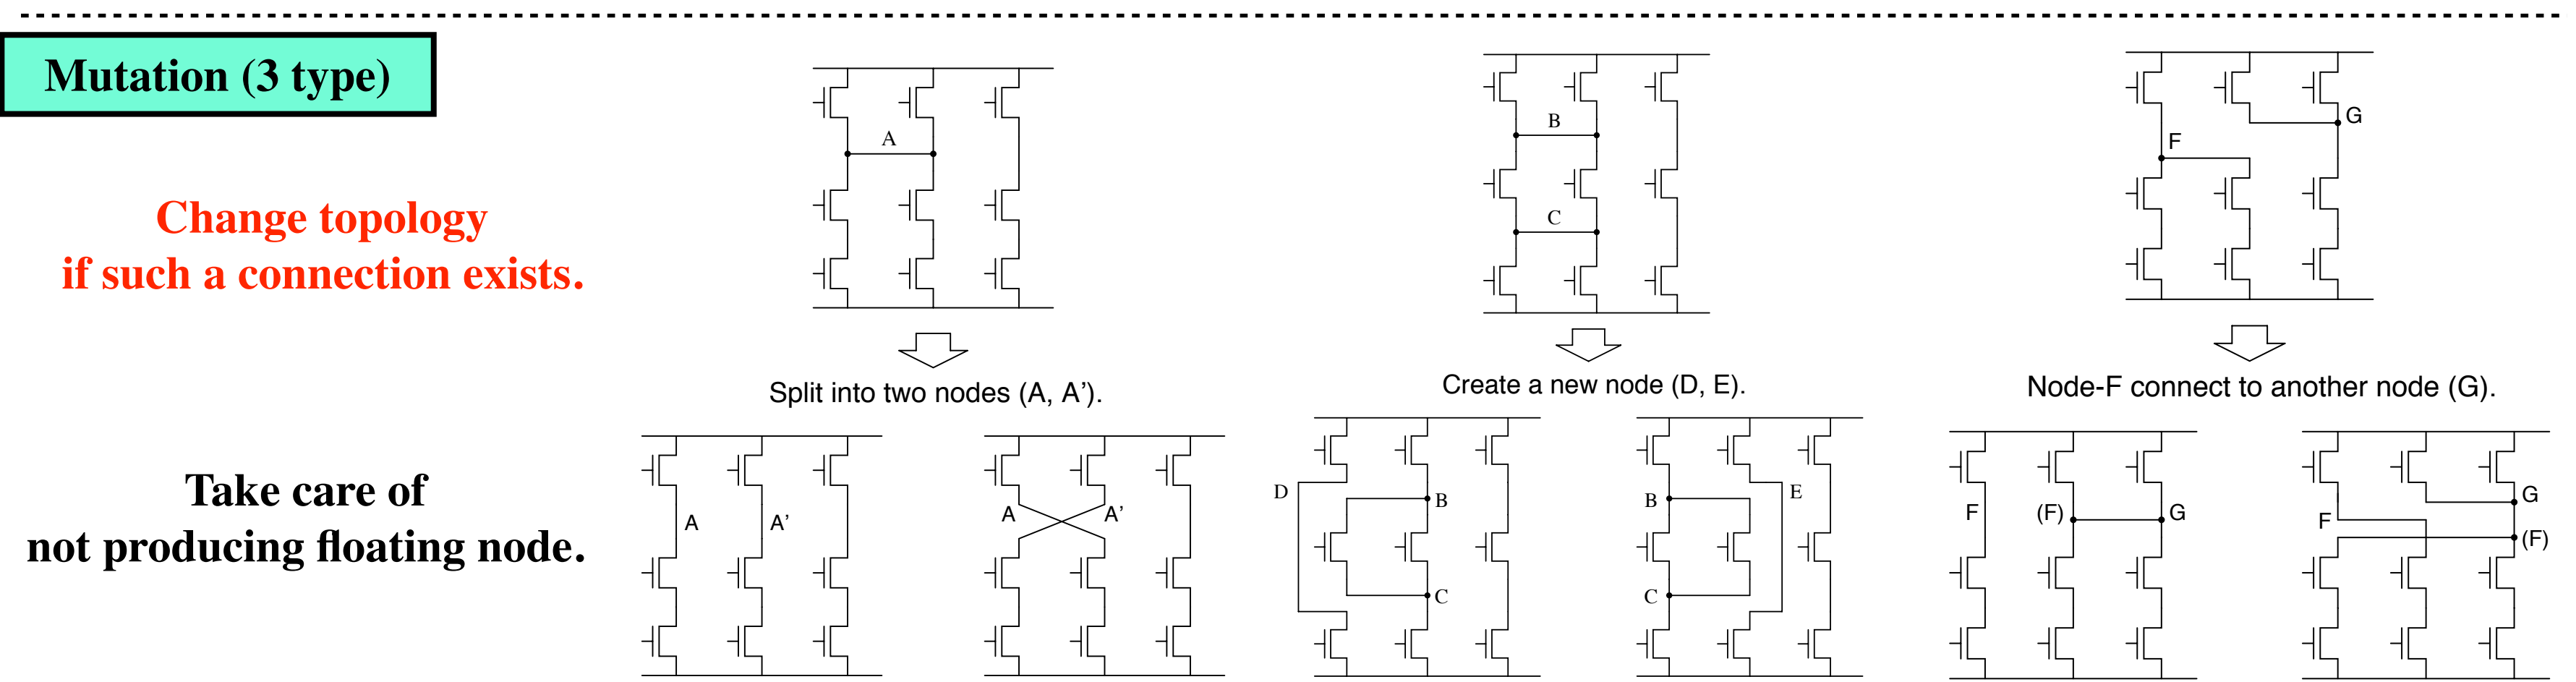 Mutation (3 type)
Change topology
if such a connection exists.
Take care of
not producing floating node.
A
Split into two nodes (A, A’).
A
A’
A
A’
B
C
Create a new node (D, E).
D
B
C
B
E
C
G
F
Node-F connect to another node (G).
F
(F)
G
G
F
(F)